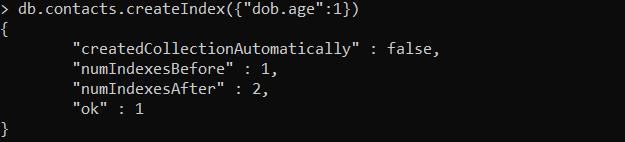 > db.contacts.createIndex({"dob.age":1})
{
        "createdCollectionAutomatically" : false,
        "numIndexesBefore" : 1,
        "numIndexesAfter" : 2,
        "ok" : 1
}